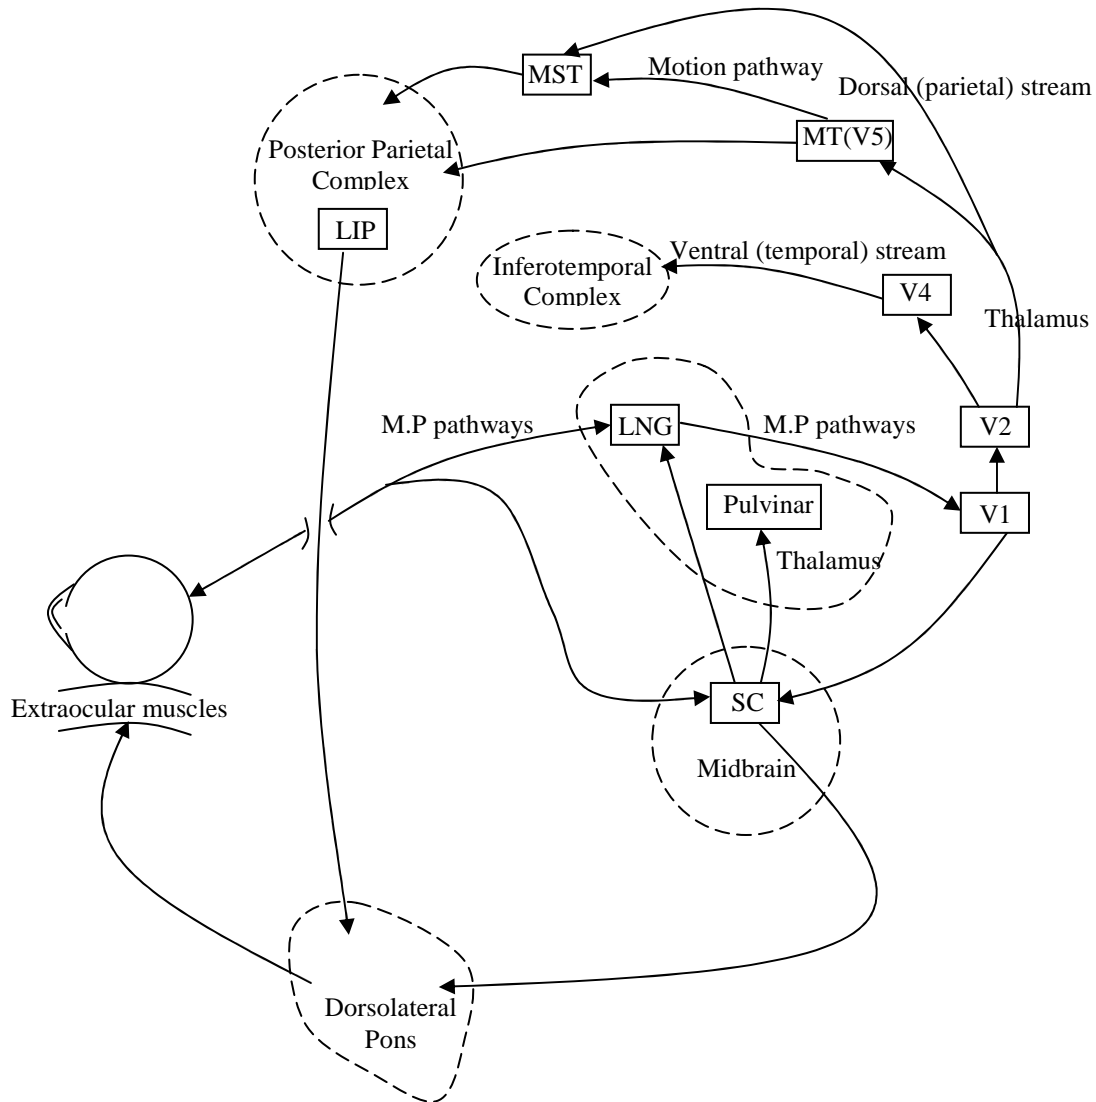 MST
Motion pathway
Dorsal (parietal) stream
MT(V5)
Posterior Parietal
Complex
LIP
Ventral (temporal) stream
Inferotemporal
Complex
V4
Thalamus
M.P pathways
LNG
M.P pathways
V2
Pulvinar
V1
Thalamus
SC
Extraocular muscles
Midbrain
Dorsolateral
Pons